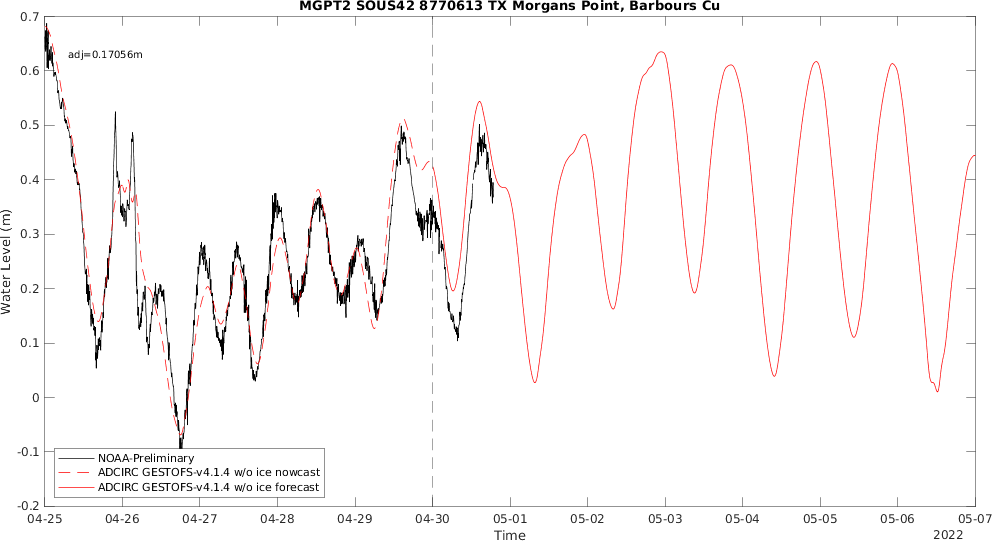 MGPT2 SOUS42 8770613 TX Morgans Point, Barbours Cu
adj=0.17056m
Water Level (m)
0.7
0.6
0.5
0.4
0.3
0.2
0.1
0
-0.1
-0.2
NOAA-Preliminary
ADCIRC GESTOFS-v4.1.4 w/o ice nowcast
ADCIRC GESTOFS-v4.1.4 w/o ice forecast
04-25 04-26 04-27 04-28 04-29 04-30 05-01 05-02 05-03 05-04 05-05 05-06 05-07
Time
2022